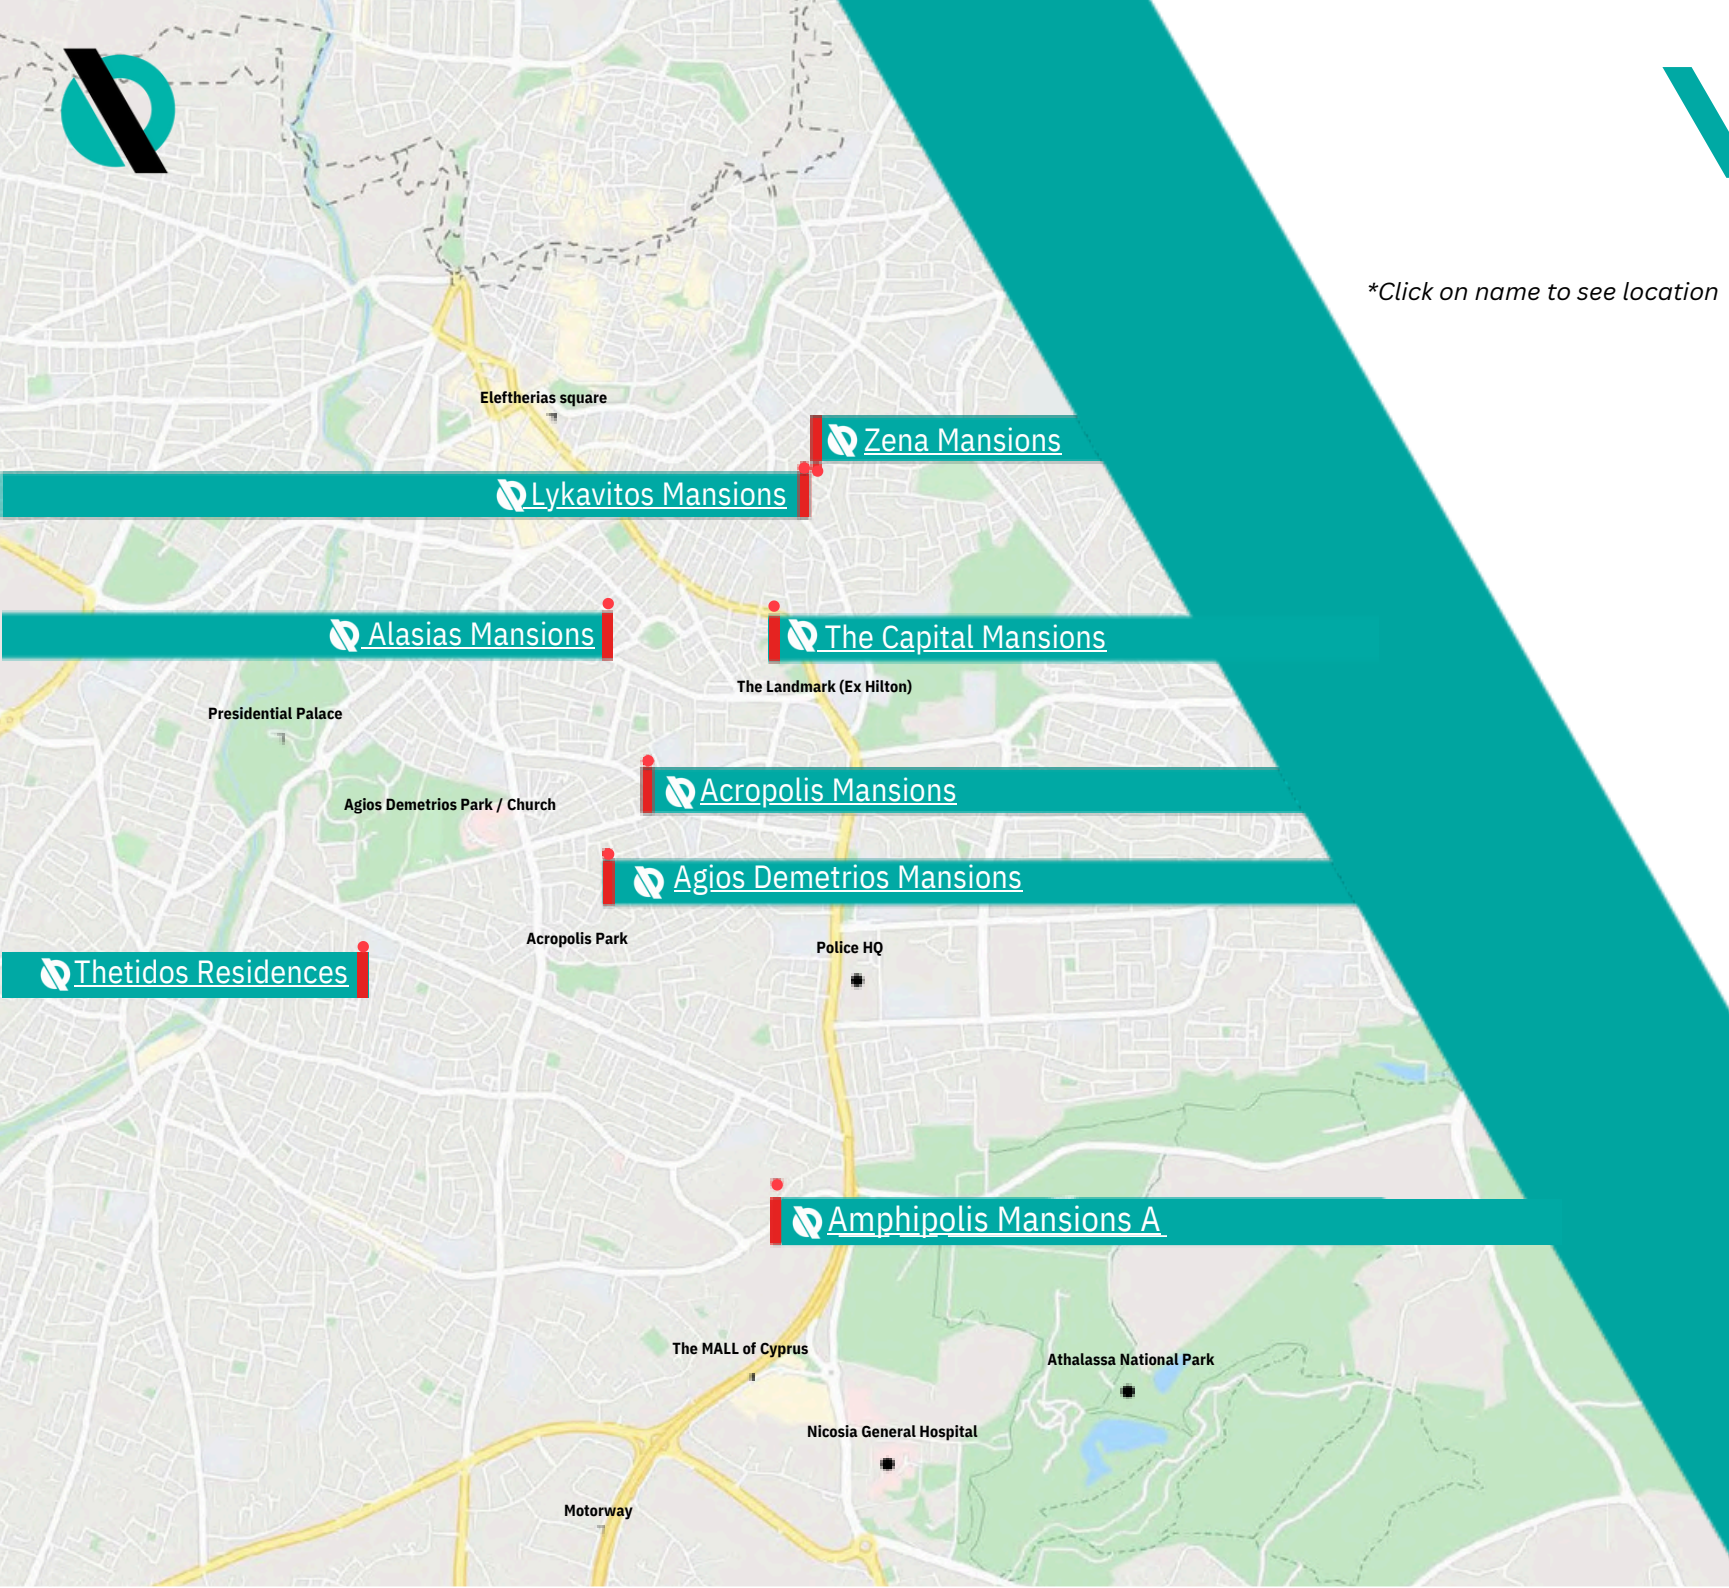 *Click on name to see location
Eleftherias square
Zena Mansions
Lykavitos Mansions
Alasias Mansions
The Capital Mansions
The Landmark (Ex Hilton)
Presidential Palace
Acropolis Mansions
Agios Demetrios Park / Church
Agios Demetrios Mansions
Acropolis Park
Police HQ
Thetidos Residences
Amphipolis Mansions A
The MALL of Cyprus
Athalassa National Park
Nicosia General Hospital
Motorway